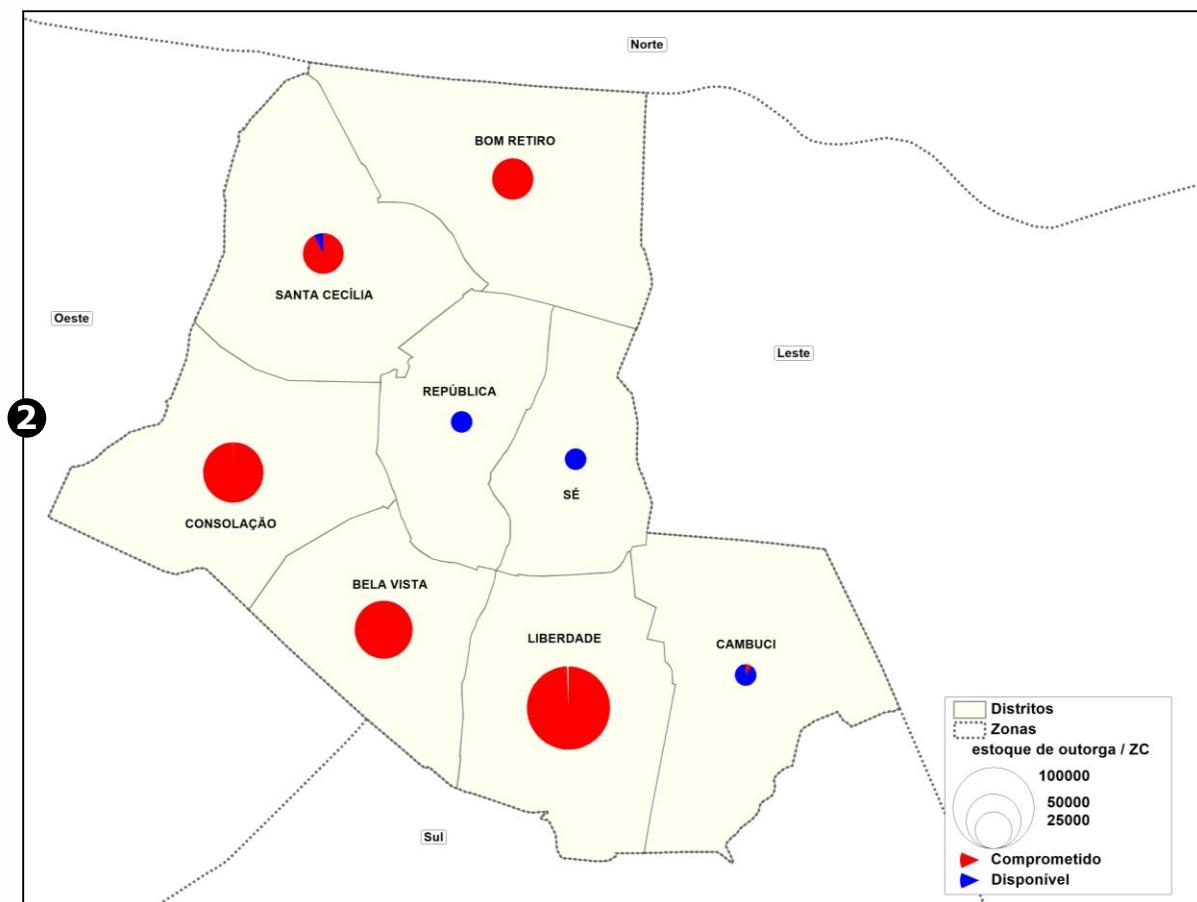 Norte
BOM RETIRO
SANTA CECÍLIA
Oeste
Leste
REPÚBLICA
2
SÉ
CONSOLAÇÃO
BELA VISTA
LIBERDADE
CAMBUCI
Sul
Distritos
Zonas
estoque de outorga / ZC
100000
50000
25000
Comprometido
Disponível